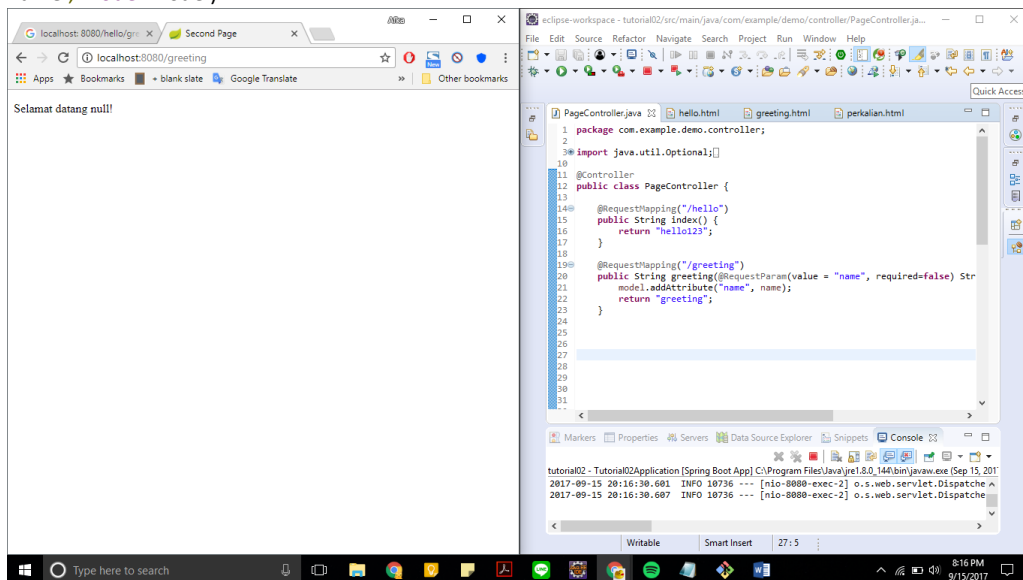 Afraa
localhost: 8080/hello/gre
Second Page
localhost:8080/greeting
New
Apps
Bookmarks
+ blank slate
Google Translate
»
Other bookmarks
Selamat datang null!
eclipse-workspace - tutorial02/src/main/java/com/example/demo/controller/PageController.ja...
File Edit Source Refactor Navigate Search Project Run Window Help
Quick Access
PageController.java
hello.html
greeting.html
perkalian.html
1 package com.example.demo.controller;
2
3 import java.util.Optional;
10
11 @Controller
12 public class PageController {
13
14 @RequestMapping("/hello")
15 public String index() {
16 return "hello123";
17 }
18
19 @RequestMapping("/greeting")
20 public String greeting(@RequestParam(value = "name", required=false) Str
21 model.addAttribute("name", name);
22 return "greeting";
23 }
24
25
26
27
28
29
30
31
Markers Properties Servers Data Source Explorer Snippets Console
tutorial02 - Tutorial02Application [Spring Boot App] C:\Program Files\Java\jre1.8.0_144\bin\javaw.exe (Sep 15, 201
2017-09-15 20:16:30.601 INFO 10736 --- [nio-8080-exec-2] o.s.web.servlet.Dispatche
2017-09-15 20:16:30.607 INFO 10736 --- [nio-8080-exec-2] o.s.web.servlet.Dispatche
Writable Smart Insert 27 : 5
Type here to search
8:16 PM
9/15/2017